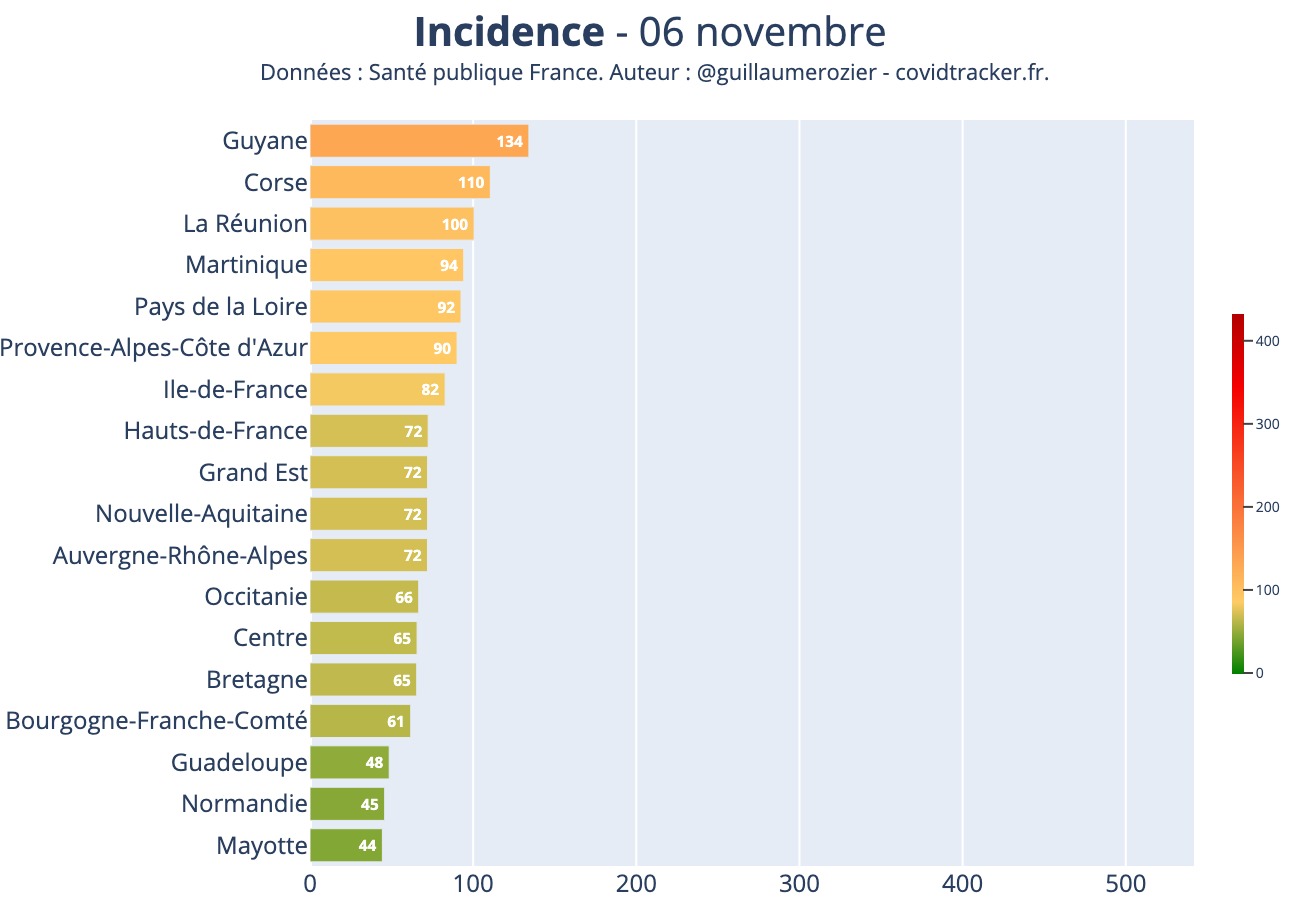 Incidence - 06 novembre
Données : Santé publique France. Auteur : @guillaumerozier - covidtracker.fr.
Guyane 134
Corse 110
La Réunion 100
Martinique 94
Pays de la Loire 92
Provence-Alpes-Côte d'Azur 90
Ile-de-France 82
Hauts-de-France 72
Grand Est 72
Nouvelle-Aquitaine 72
Auvergne-Rhône-Alpes 72
Occitanie 66
Centre 65
Bretagne 65
Bourgogne-Franche-Comté 61
Guadeloupe 48
Normandie 45
Mayotte 44
0 100 200 300 400 500
400
300
200
100
0